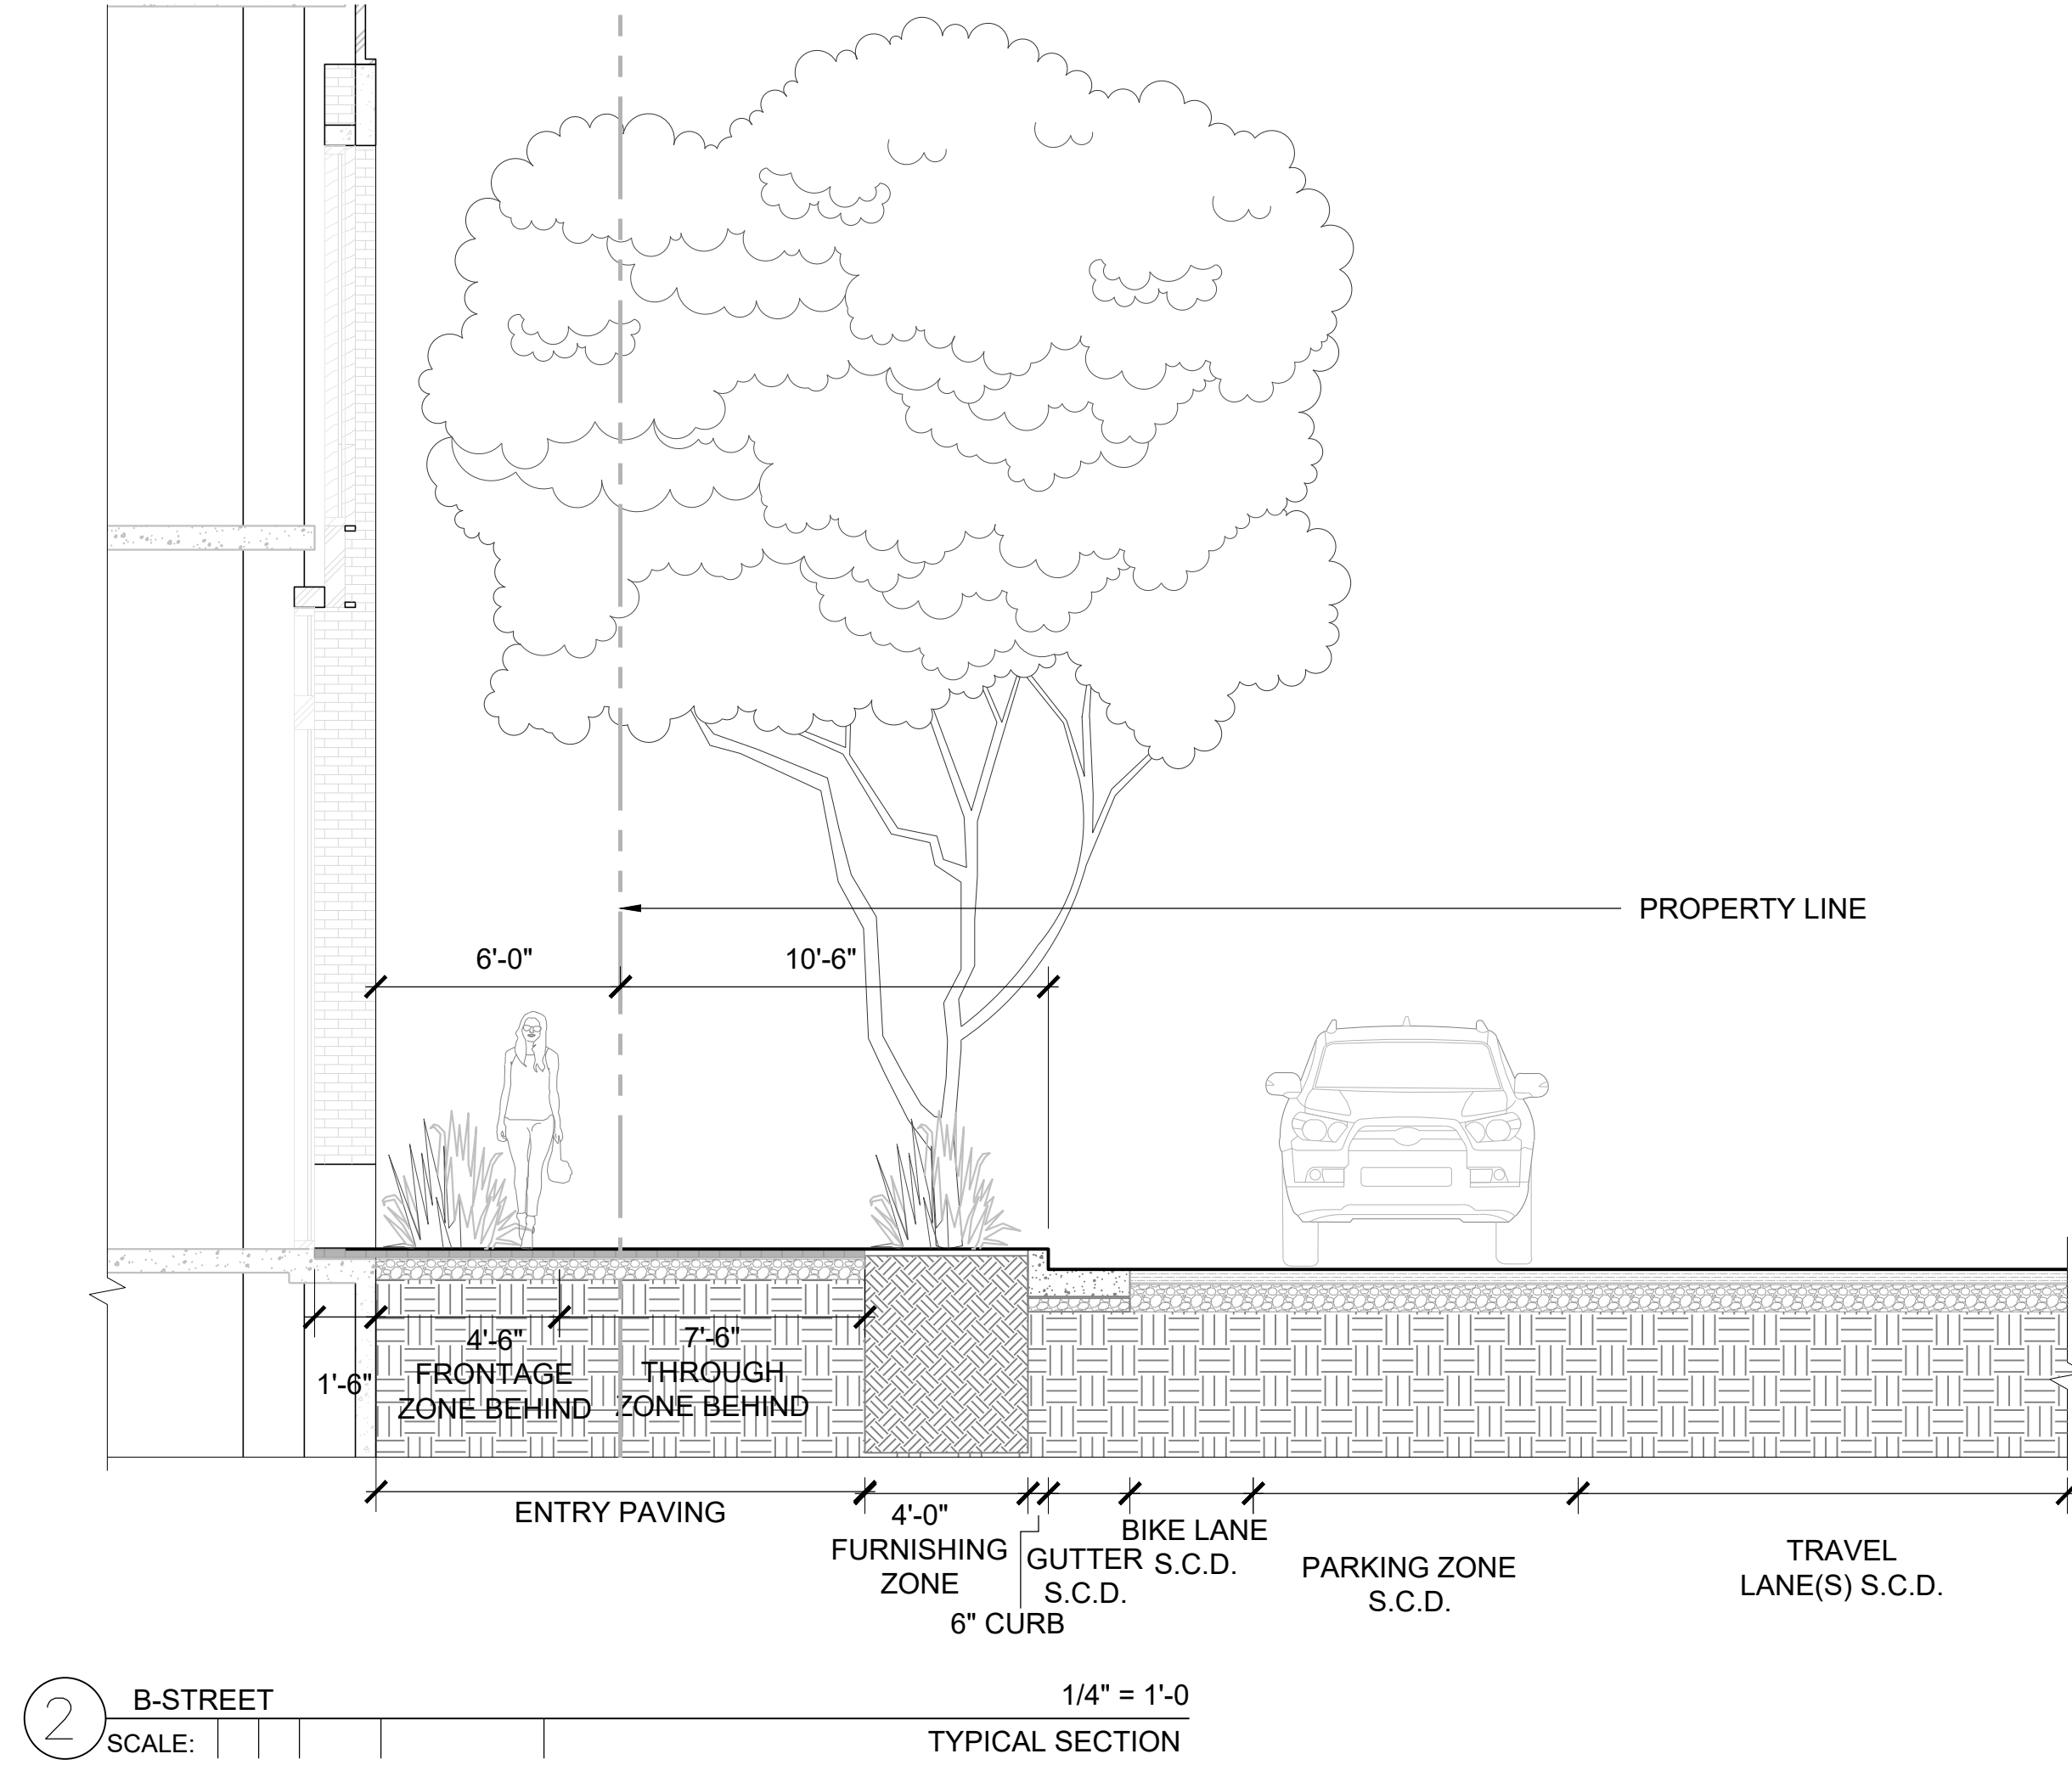 PROPERTY LINE
6'-0"
10'-6"
1'-6"
4'-6"
FRONTAGE
ZONE BEHIND
7'-6"
THROUGH
ZONE BEHIND
ENTRY PAVING
4'-0"
FURNISHING
ZONE
6" CURB
GUTTER
S.C.D.
BIKE LANE
S.C.D.
PARKING ZONE
S.C.D.
TRAVEL
LANE(S) S.C.D.
2
B-STREET
1/4" = 1'-0
SCALE:
TYPICAL SECTION